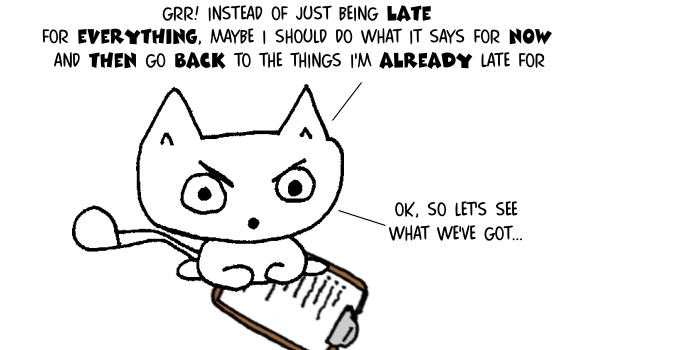 GRR! INSTEAD OF JUST BEING LATE
FOR EVERYTHING, MAYBE I SHOULD DO WHAT IT SAYS FOR NOW
AND THEN GO BACK TO THE THINGS I'M ALREADY LATE FOR
OK, SO LET'S SEE
WHAT WE'VE GOT...